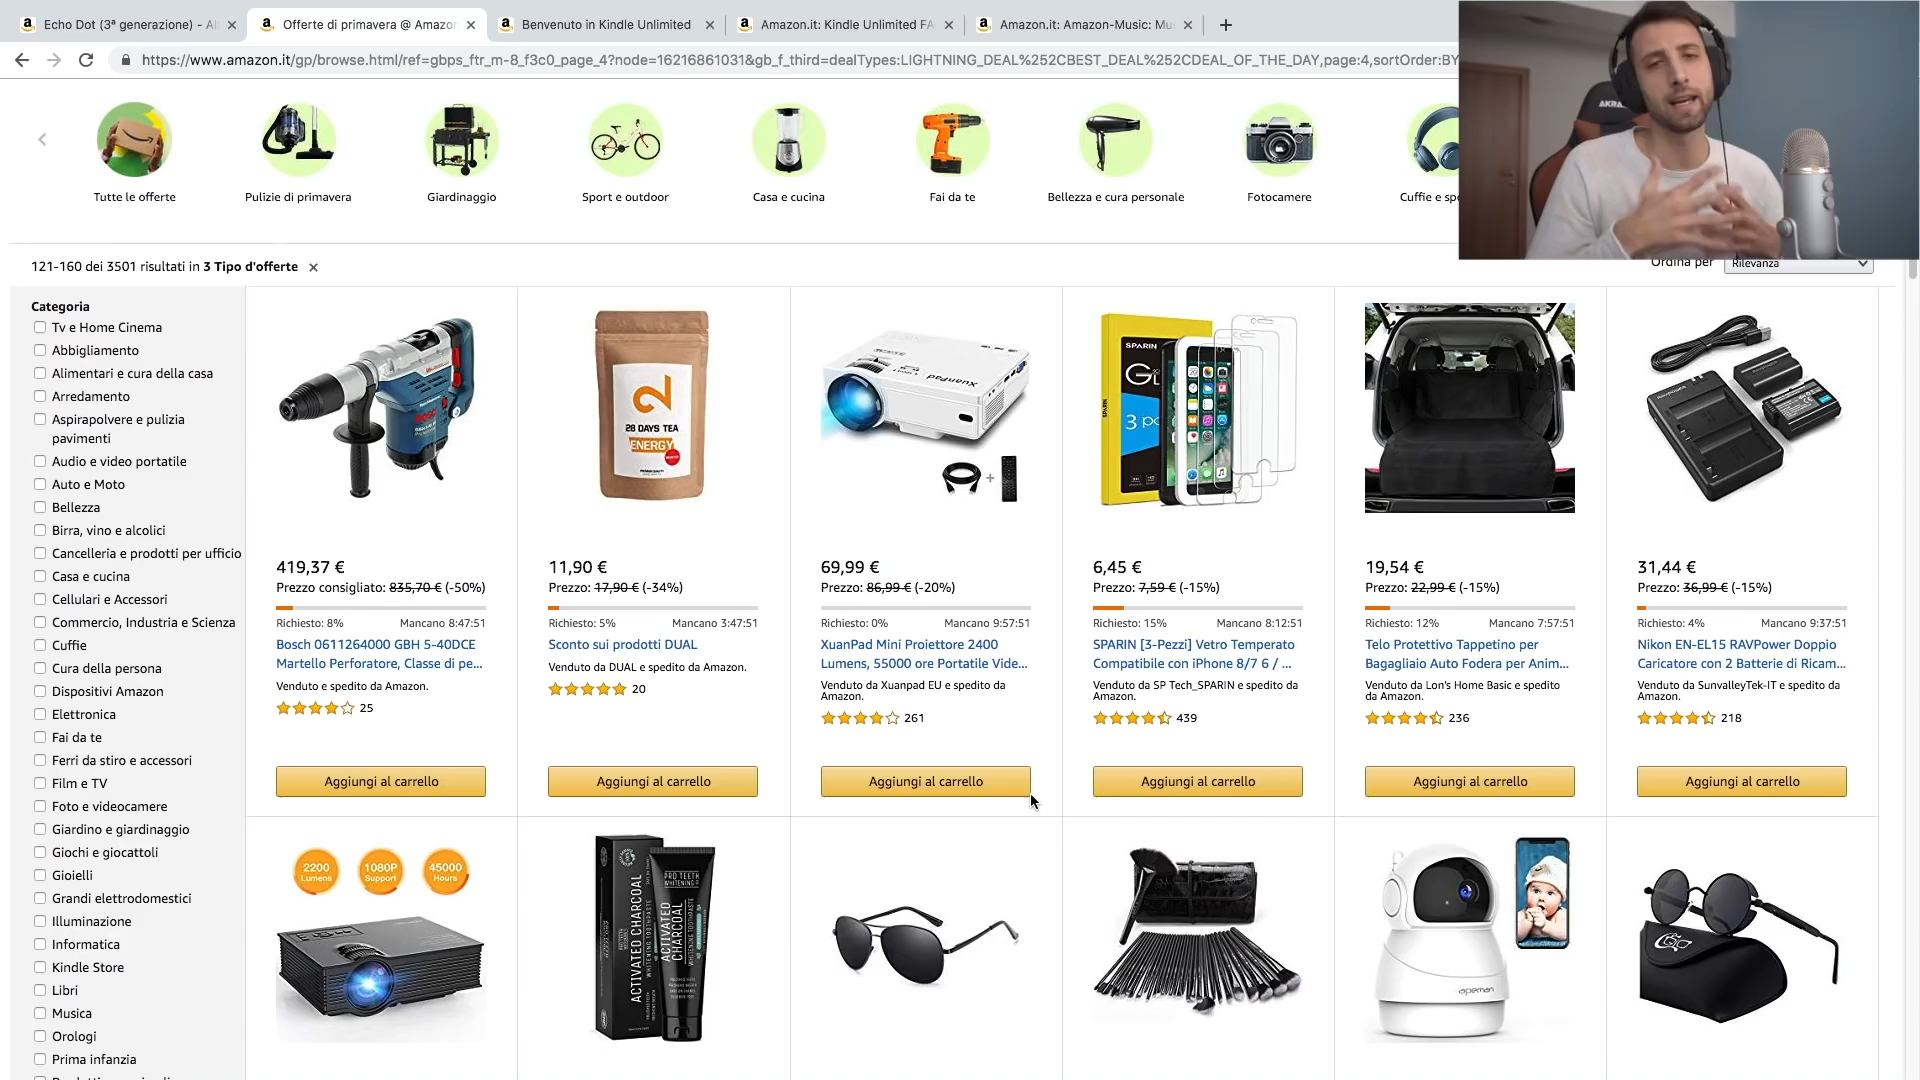 Echo Dot (3ª generazione) - Al
Offerte di primavera @ Amazon
Benvenuto in Kindle Unlimited
Amazon.it: Kindle Unlimited FA
Amazon.it: Amazon-Music: Mu
https://www.amazon.it/gp/browse.html/ref=gbps_ftr_m-8_f3c0_page_4?node=16216861031&gb_f_third=dealTypes:LIGHTNING_DEAL%252CBEST_DEAL%252CDEAL_OF_THE_DAY,page:4,sortOrder:BY
Tutte le offerte
Pulizie di primavera
Giardinaggio
Sport e outdoor
Casa e cucina
Fai da te
Bellezza e cura personale
Fotocamere
Cuffie e spe
AKRA
121-160 dei 3501 risultati in 3 Tipo d'offerte
Ordina per
Rilevanza
Categoria
Tv e Home Cinema
Abbigliamento
Alimentari e cura della casa
Arredamento
Aspirapolvere e pulizia
pavimenti
Audio e video portatile
Auto e Moto
Bellezza
Birra, vino e alcolici
Cancelleria e prodotti per ufficio
Casa e cucina
Cellulari e Accessori
Commercio, Industria e Scienza
Cuffie
Cura della persona
Dispositivi Amazon
Elettronica
Fai da te
Ferri da stiro e accessori
Film e TV
Foto e videocamere
Giardino e giardinaggio
Giochi e giocattoli
Gioielli
Grandi elettrodomestici
Illuminazione
Informatica
Kindle Store
Libri
Musica
Orologi
Prima infanzia
BOSCH
419,37 €
Prezzo consigliato: 835,70 € (-50%)
Richiesto: 8% Mancano 8:47:51
Bosch 0611264000 GBH 5-40DCE
Martello Perforatore, Classe di pe...
Venduto e spedito da Amazon.
25
Aggiungi al carrello
28 DAYS TEA
ENERGY
11,90 €
Prezzo: 17,90 € (-34%)
Richiesto: 5% Mancano 3:47:51
Sconto sui prodotti DUAL
Venduto da DUAL e spedito da Amazon.
20
Aggiungi al carrello
XuanPad
+
69,99 €
Prezzo: 86,99 € (-20%)
Richiesto: 0% Mancano 9:57:51
XuanPad Mini Proiettore 2400
Lumens, 55000 ore Portatile Vide...
Venduto da Xuanpad EU e spedito da
Amazon.
261
Aggiungi al carrello
SPARIN
3 pc
6,45 €
Prezzo: 7,59 € (-15%)
Richiesto: 15% Mancano 8:12:51
SPARIN [3-Pezzi] Vetro Temperato
Compatibile con iPhone 8/7 6 / ...
Venduto da SP Tech_SPARIN e spedito da
Amazon.
439
Aggiungi al carrello
19,54 €
Prezzo: 22,99 € (-15%)
Richiesto: 12% Mancano 7:57:51
Telo Protettivo Tappetino per
Bagagliaio Auto Fodera per Anim...
Venduto da Lon's Home Basic e spedito
da Amazon.
236
Aggiungi al carrello
31,44 €
Prezzo: 36,99 € (-15%)
Richiesto: 4% Mancano 9:37:51
Nikon EN-EL15 RAVPower Doppio
Caricatore con 2 Batterie di Ricam...
Venduto da SunvalleyTek-IT e spedito da
Amazon.
218
Aggiungi al carrello
2200
Lumens
1080P
Support
45000
Hours
ACTIVATED CHARCOAL
PRO TEETH
WHITENING
ACTIVATED
CHARCOAL
apeman